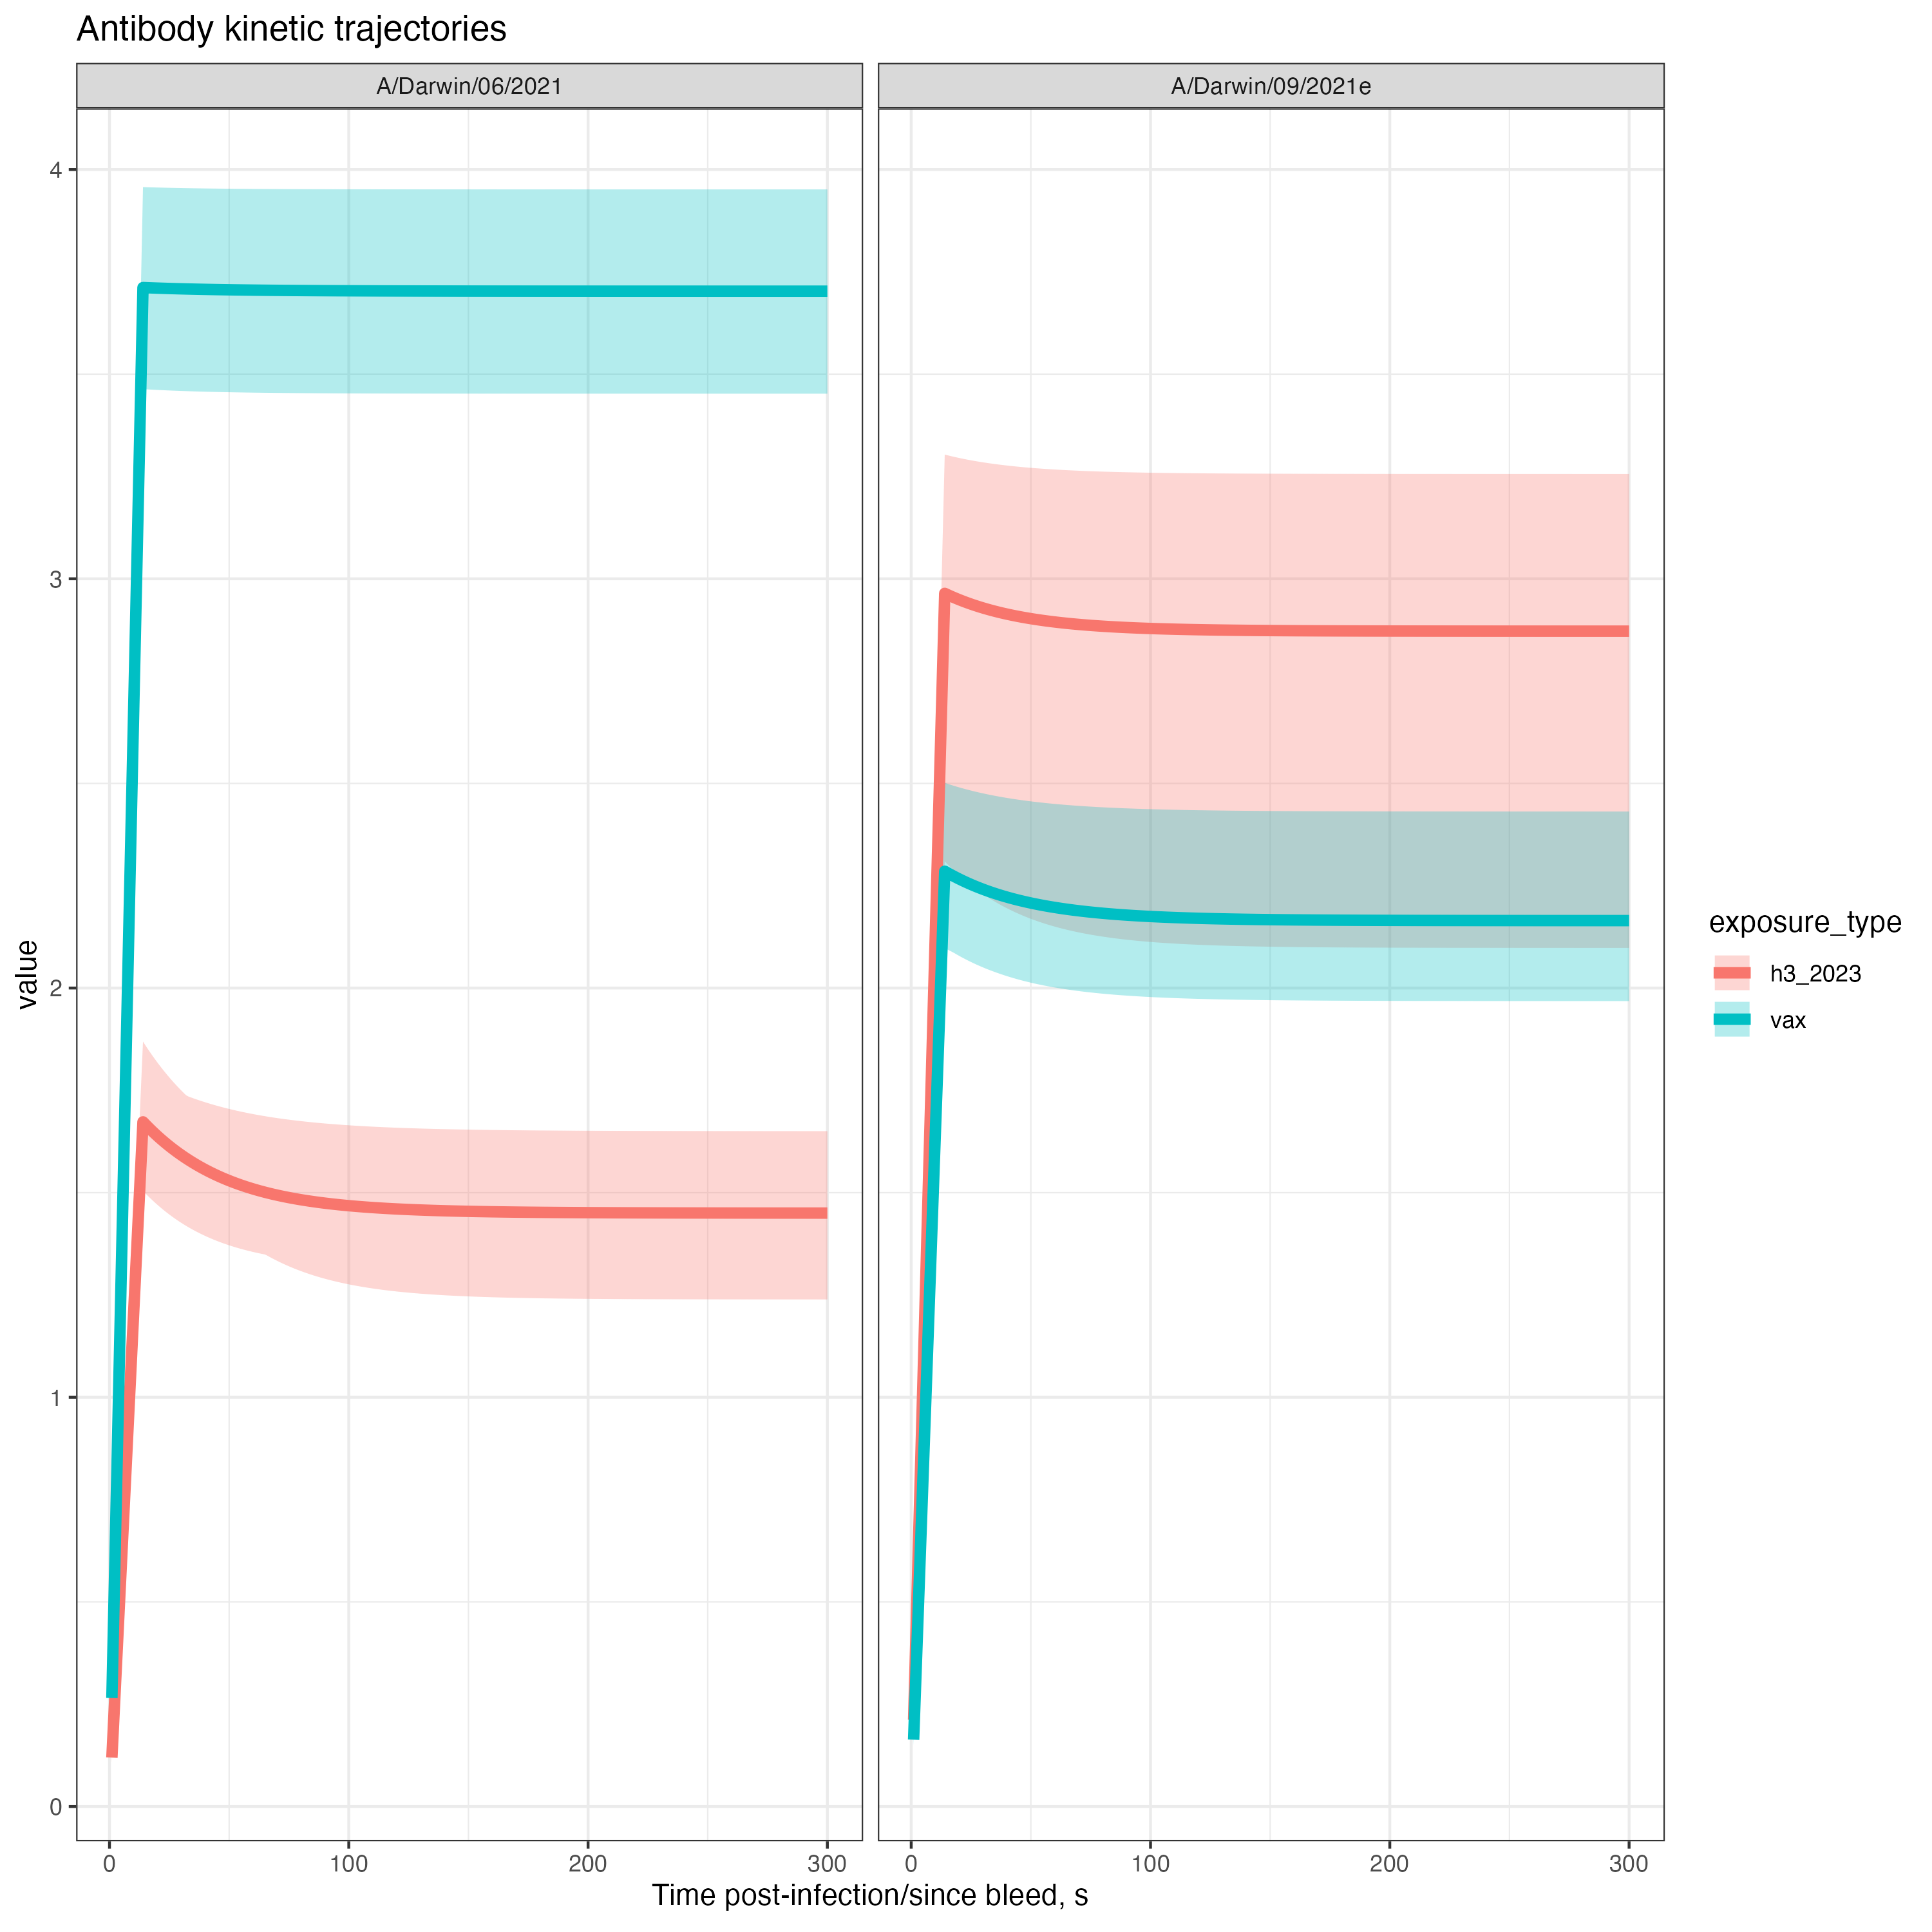 Antibody kinetic trajectories
A/Darwin/06/2021
A/Darwin/09/2021e
4
3
2
1
0
value
0
100
200
300
0
100
200
300
Time post-infection/since bleed, s
exposure_type
h3_2023
vax